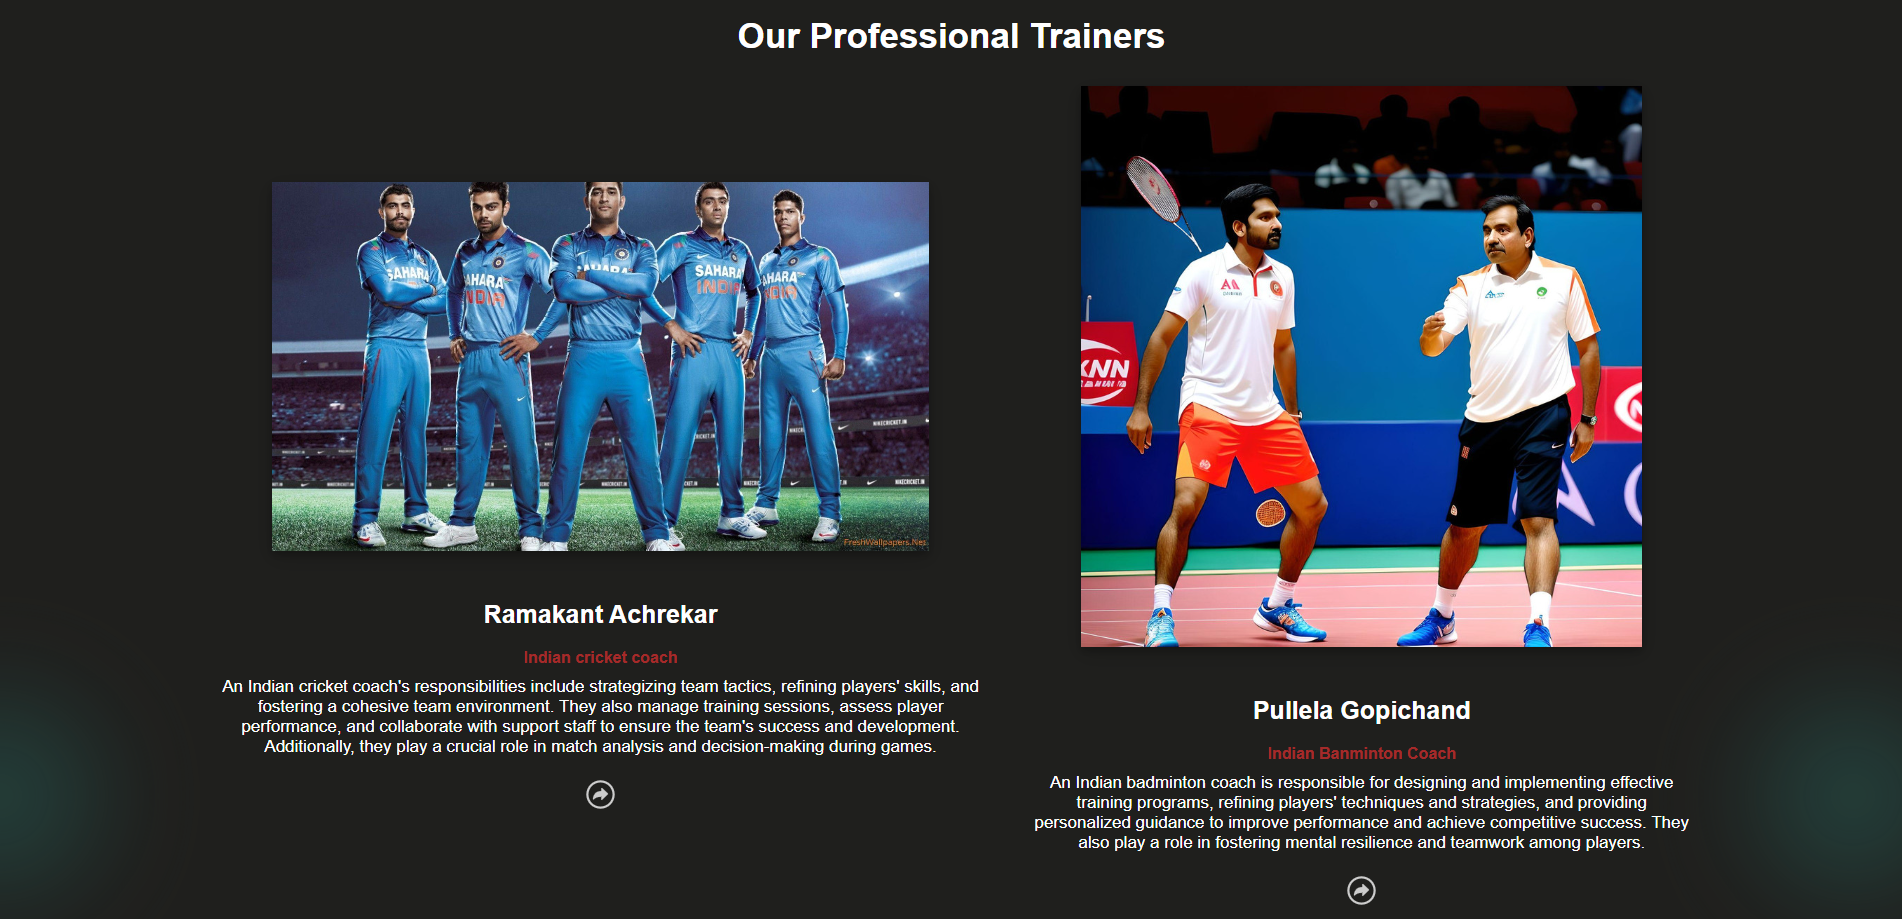 Our Professional Trainers
SAHARA
INDIA
SAHARA
SAHARA
INDIA
SAHARA
INDIA
NIKECRICKET.IN
NIKECRICKET.IN
FreshWallpapers.Net
KNN
Ramakant Achrekar
Indian cricket coach
An Indian cricket coach's responsibilities include strategizing team tactics, refining players' skills, and
fostering a cohesive team environment. They also manage training sessions, assess player
performance, and collaborate with support staff to ensure the team's success and development.
Additionally, they play a crucial role in match analysis and decision-making during games.
Pullela Gopichand
Indian Banminton Coach
An Indian badminton coach is responsible for designing and implementing effective
training programs, refining players' techniques and strategies, and providing
personalized guidance to improve performance and achieve competitive success. They
also play a role in fostering mental resilience and teamwork among players.